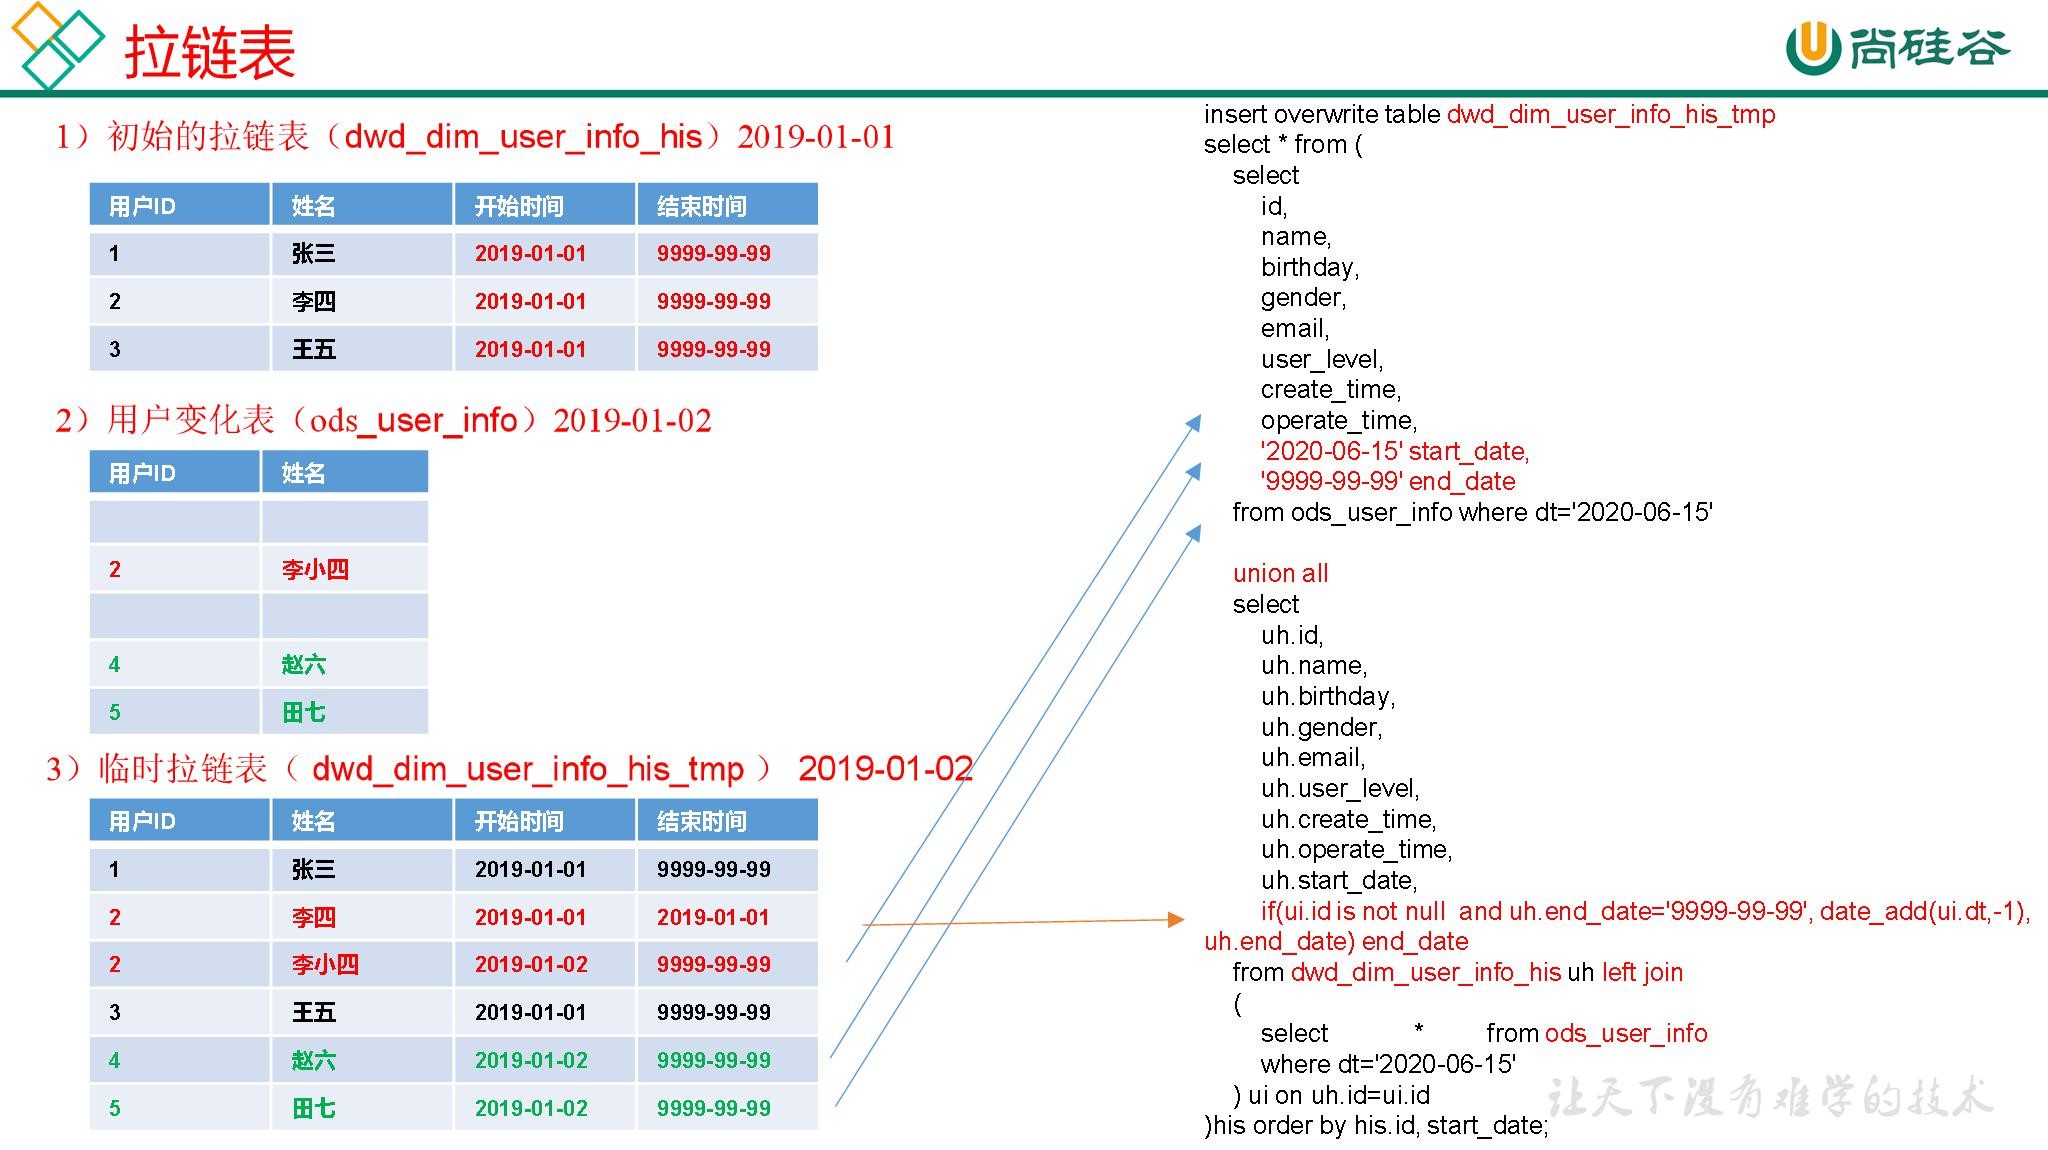 拉链表
尚硅谷
1）初始的拉链表（dwd_dim_user_info_his）2019-01-01
用户ID 姓名 开始时间 结束时间
1 张三 2019-01-01 9999-99-99
2 李四 2019-01-01 9999-99-99
3 王五 2019-01-01 9999-99-99
2）用户变化表（ods_user_info）2019-01-02
用户ID 姓名
2 李小四
4 赵六
5 田七
3）临时拉链表（ dwd_dim_user_info_his_tmp ） 2019-01-02
用户ID 姓名 开始时间 结束时间
1 张三 2019-01-01 9999-99-99
2 李四 2019-01-01 2019-01-01
2 李小四 2019-01-02 9999-99-99
3 王五 2019-01-01 9999-99-99
4 赵六 2019-01-02 9999-99-99
5 田七 2019-01-02 9999-99-99
insert overwrite table dwd_dim_user_info_his_tmp
select * from (
select
id,
name,
birthday,
gender,
email,
user_level,
create_time,
operate_time,
'2020-06-15' start_date,
'9999-99-99' end_date
from ods_user_info where dt='2020-06-15'
union all
select
uh.id,
uh.name,
uh.birthday,
uh.gender,
uh.email,
uh.user_level,
uh.create_time,
uh.operate_time,
uh.start_date,
if(ui.id is not null  and uh.end_date='9999-99-99', date_add(ui.dt,-1),
uh.end_date) end_date
from dwd_dim_user_info_his uh left join
(
select * from ods_user_info
where dt='2020-06-15'
) ui on uh.id=ui.id
)his order by his.id, start_date;
让天下没有难学的技术